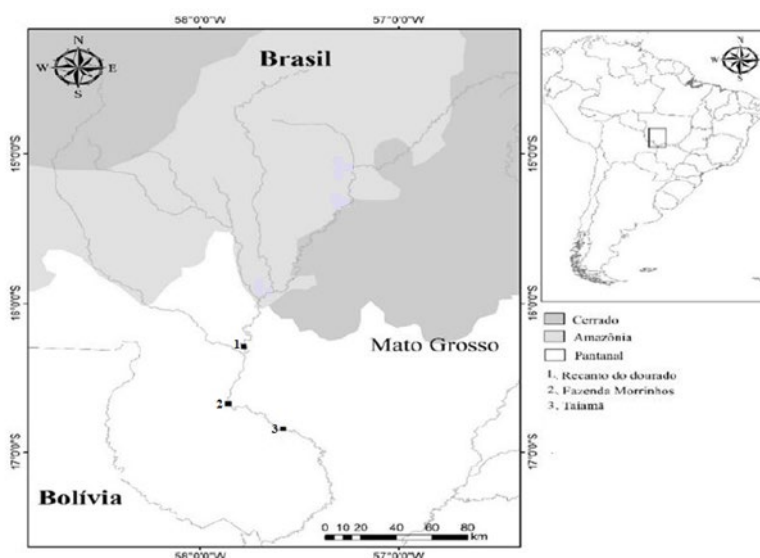 58°0'0"W 57°0'0"W
N
W E
S
Brasil
N
W E
S
15°0'0"S
15°0'0"S
16°0'0"S
16°0'0"S
1
Mato Grosso
2
3
17°0'0"S
17°0'0"S
Bolívia
0 10 20 40 60 80
km
58°0'0"W 57°0'0"W
Cerrado
Amazônia
Pantanal
1. Recanto do dourado
2. Fazenda Morrinhos
3. Taiamã